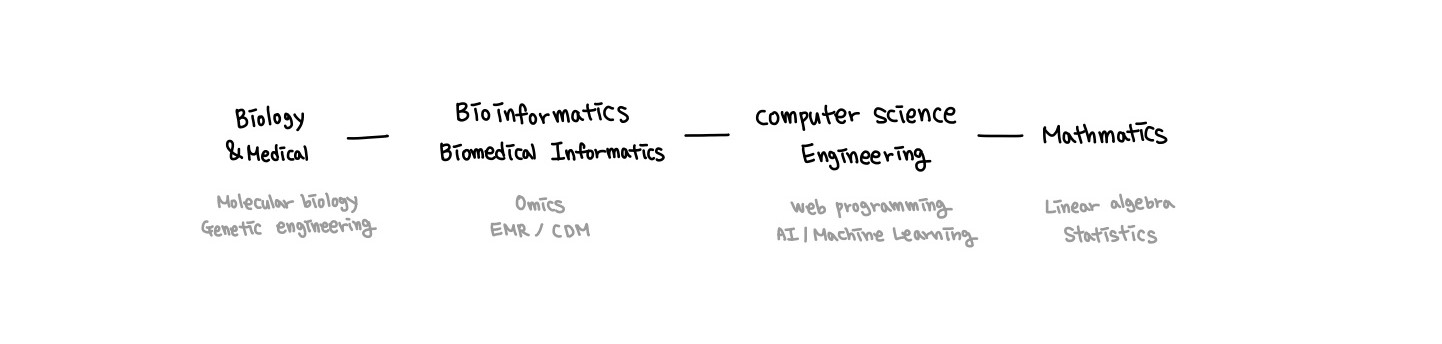 Biology
& Medical
Molecular biology
Genetic engineering
Bioinformatics
Biomedical Informatics
Omics
EMR / CDM
computer science
Engineering
web programming
AI / Machine Learning
Mathmatics
Linear algebra
Statistics